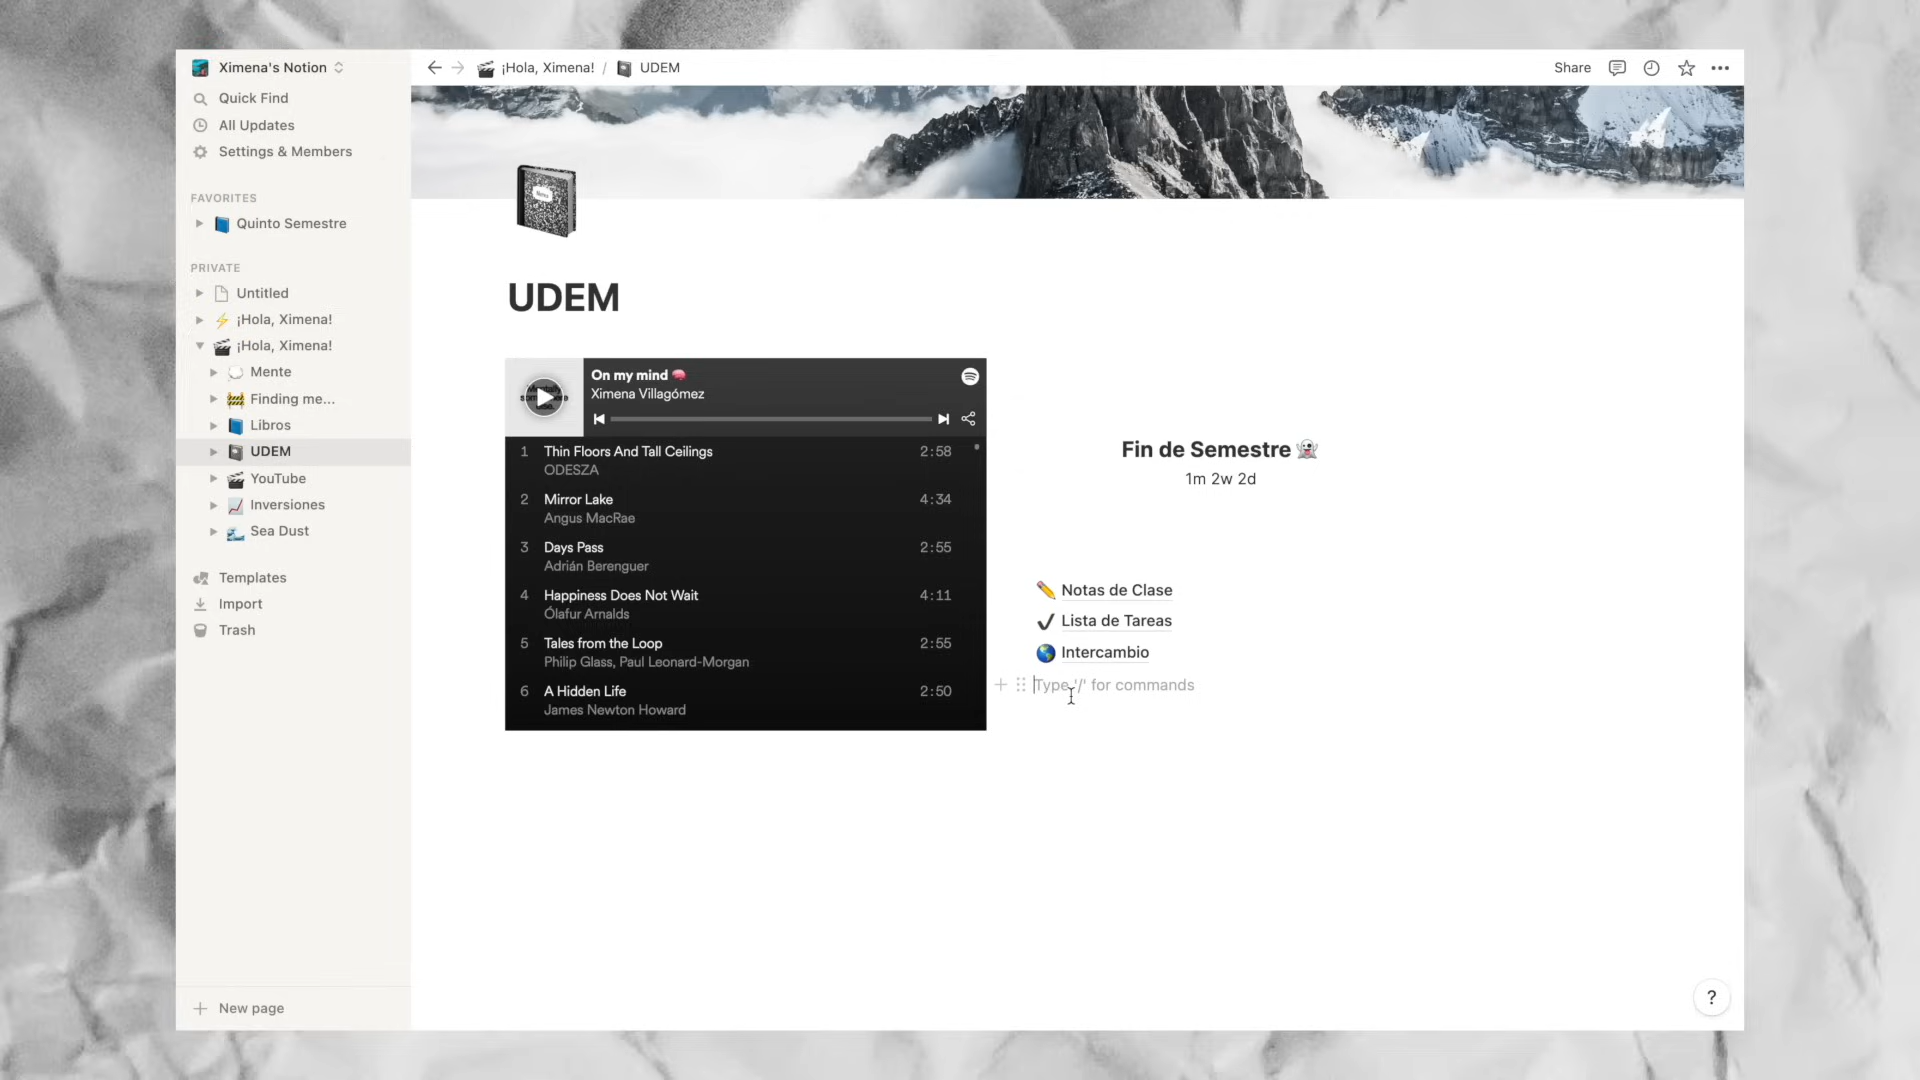 Ximena's Notion
Quick Find
All Updates
Settings & Members
FAVORITES
Quinto Semestre
PRIVATE
Untitled
¡Hola, Ximena!
¡Hola, Ximena!
Mente
Finding me...
Libros
UDEM
YouTube
Inversiones
Sea Dust
Templates
Import
Trash
New page
¡Hola, Ximena! / UDEM
Share
UDEM
On my mind 🧠
Ximena Villagómez
1 Thin Floors And Tall Ceilings 2:58
ODESZA
2 Mirror Lake 4:34
Angus MacRae
3 Days Pass 2:55
Adrián Berenguer
4 Happiness Does Not Wait 4:11
Ólafur Arnalds
5 Tales from the Loop 2:55
Philip Glass, Paul Leonard-Morgan
6 A Hidden Life 2:50
James Newton Howard
Fin de Semestre 👻
1m 2w 2d
✏️ Notas de Clase
✔️ Lista de Tareas
🌎 Intercambio
Type '/' for commands
?